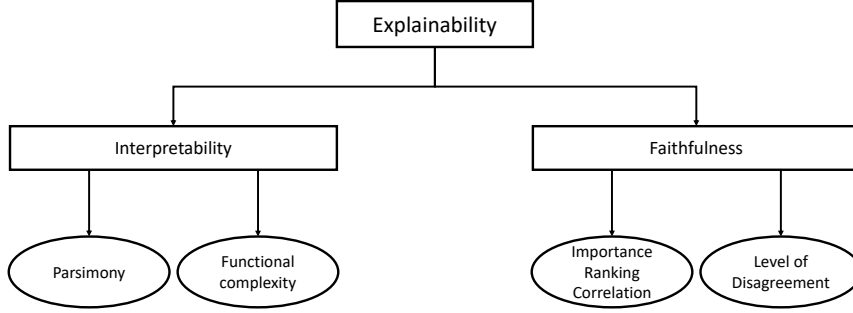 Explainability
Interpretability
Faithfulness
Parsimony
Functional
complexity
Importance
Ranking
Correlation
Level of
Disagreement